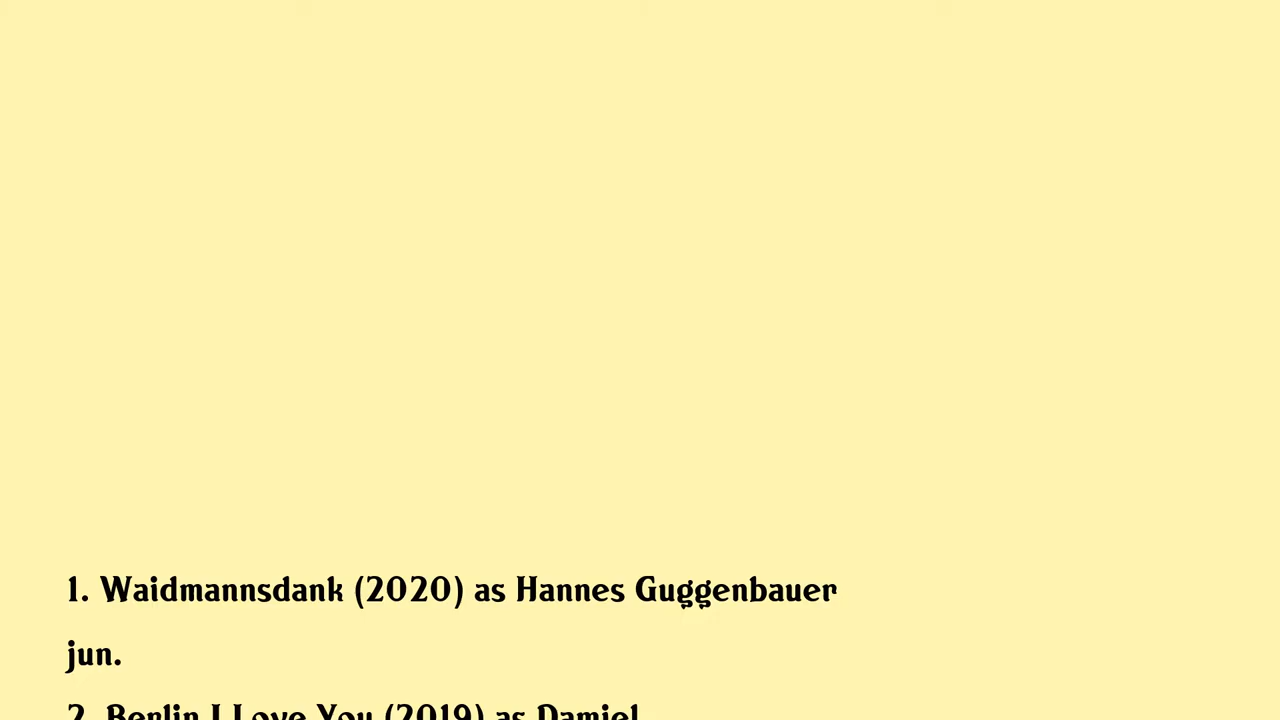 1. Waidmannsdank (2020) as Hannes Guggenbauer
jun.
2. Berlin I Love You (2019) as Damiel